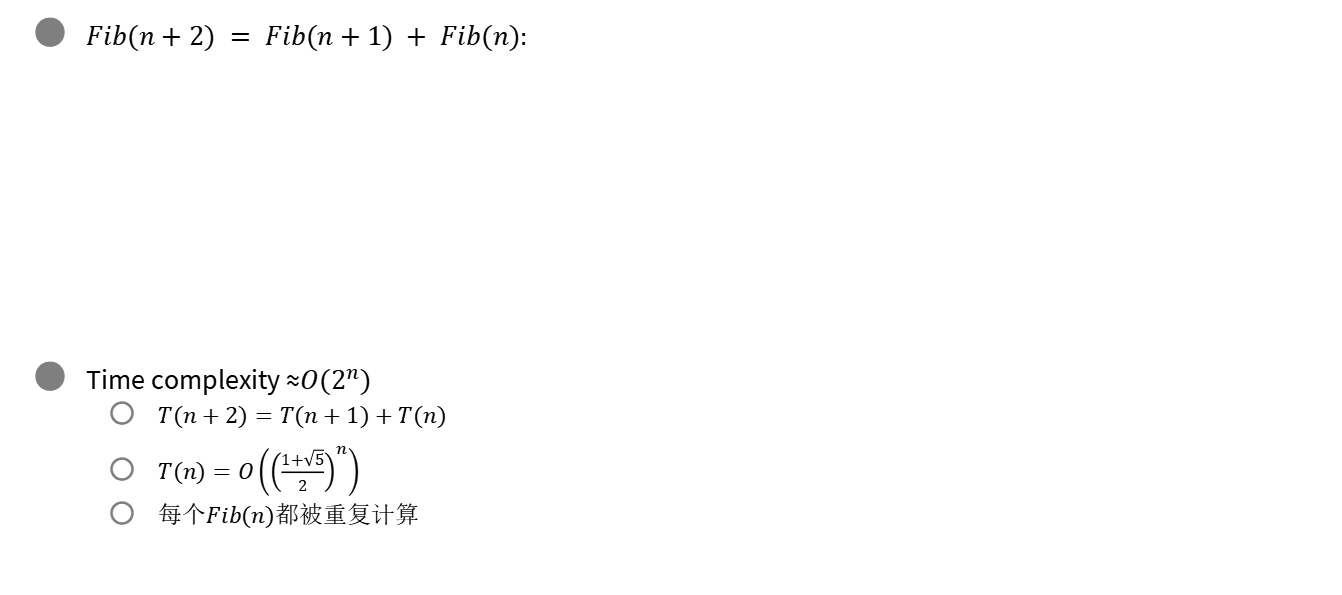 Fib(n + 2) = Fib(n + 1) + Fib(n):
Time complexity ≈O(2ⁿ)
T(n + 2) = T(n + 1) + T(n)
T(n) = O(((1+√5)/2)ⁿ)
每个Fib(n)都被重复计算